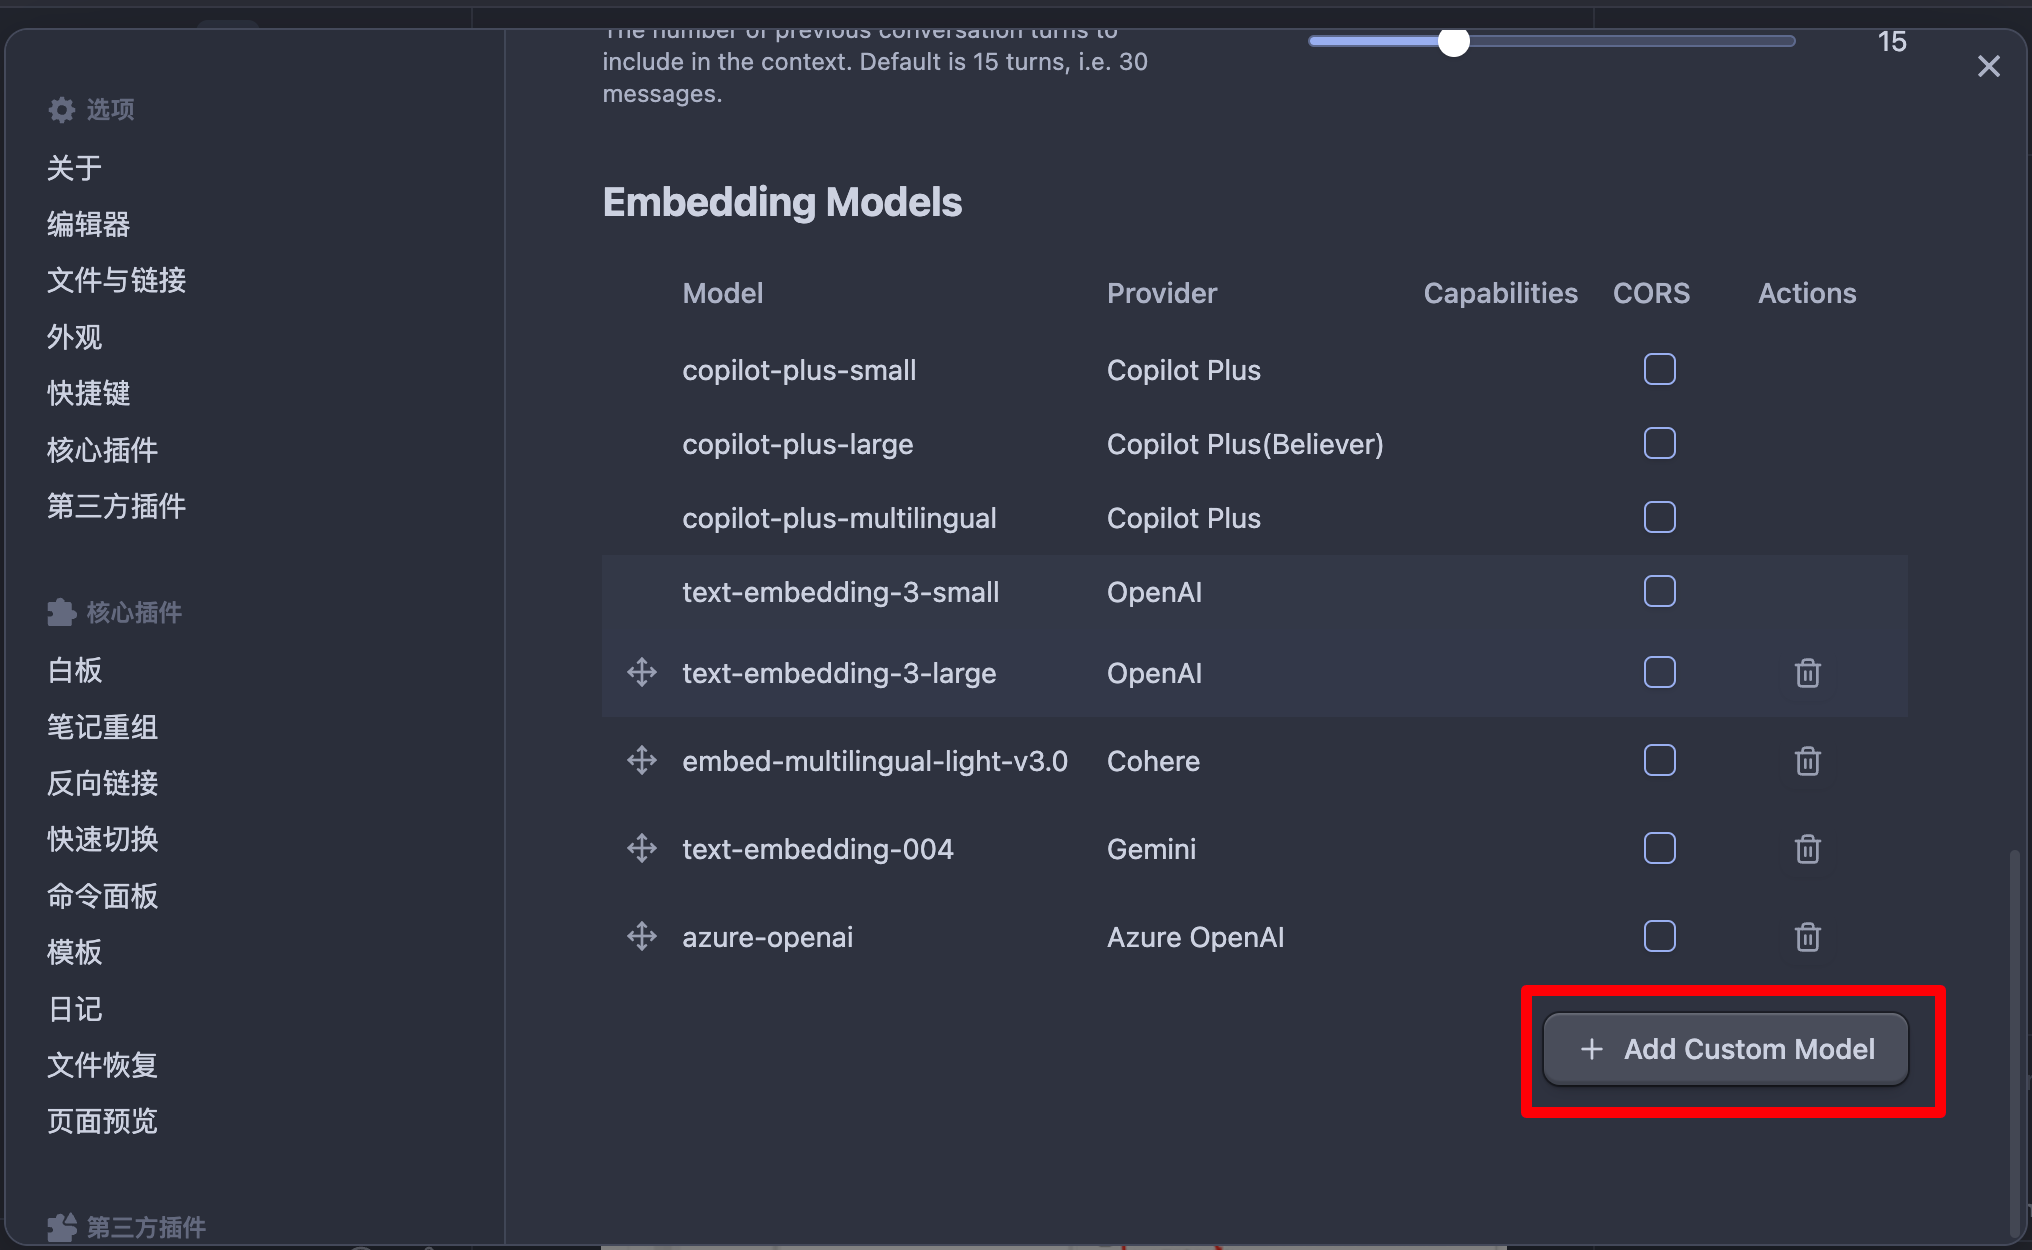 选项
关于
编辑器
文件与链接
外观
快捷键
核心插件
第三方插件
核心插件
白板
笔记重组
反向链接
快速切换
命令面板
模板
日记
文件恢复
页面预览
第三方插件
The number of previous conversation turns to
include in the context. Default is 15 turns, i.e. 30
messages.
15
Embedding Models
Model Provider Capabilities CORS Actions
copilot-plus-small Copilot Plus
copilot-plus-large Copilot Plus(Believer)
copilot-plus-multilingual Copilot Plus
text-embedding-3-small OpenAI
text-embedding-3-large OpenAI
embed-multilingual-light-v3.0 Cohere
text-embedding-004 Gemini
azure-openai Azure OpenAI
+ Add Custom Model